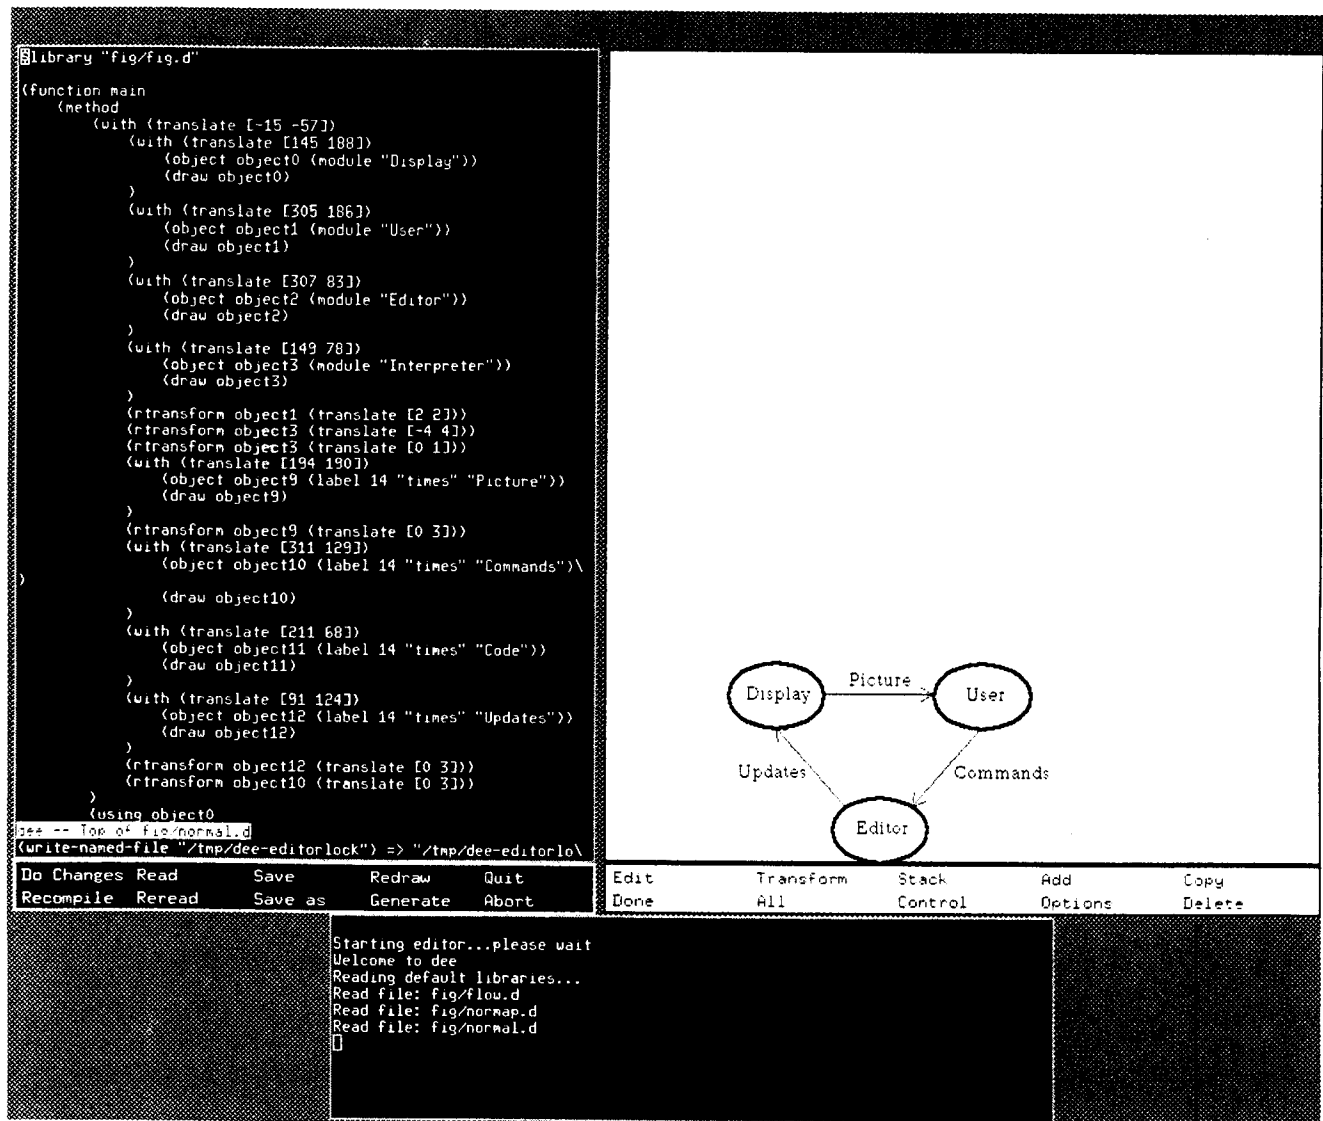 library "fig/fig.d"
(function main
(method
(with (translate [-15 -57])
(with (translate [145 188])
(object object0 (module "Display"))
(draw object0)
)
(with (translate [305 186])
(object object1 (module "User"))
(draw object1)
)
(with (translate [307 83])
(object object2 (module "Editor"))
(draw object2)
)
(with (translate [149 78])
(object object3 (module "Interpreter"))
(draw object3)
)
(rtransform object1 (translate [2 2]))
(rtransform object3 (translate [-4 4]))
(rtransform object3 (translate [0 1]))
(with (translate [194 190])
(object object9 (label 14 "times" "Picture"))
(draw object9)
)
(rtransform object9 (translate [0 3]))
(with (translate [311 129])
(object object10 (label 14 "times" "Commands")\
)
(draw object10)
)
(with (translate [211 68])
(object object11 (label 14 "times" "Code"))
(draw object11)
)
(with (translate [91 124])
(object object12 (label 14 "times" "Updates"))
(draw object12)
)
(rtransform object12 (translate [0 3]))
(rtransform object10 (translate [0 3]))
)
(using object0
dee -- Top of fig/normal.d
(write-named-file "/tmp/dee-editorlock") => "/tmp/dee-editorlo\
Do Changes Read Save Redraw Quit
Recompile Reread Save as Generate Abort
Display Picture User
Updates Commands
Editor
Edit Transform Stack Add Copy
Done All Control Options Delete
Starting editor...please wait
Welcome to dee
Reading default libraries...
Read file: fig/flow.d
Read file: fig/normap.d
Read file: fig/normal.d